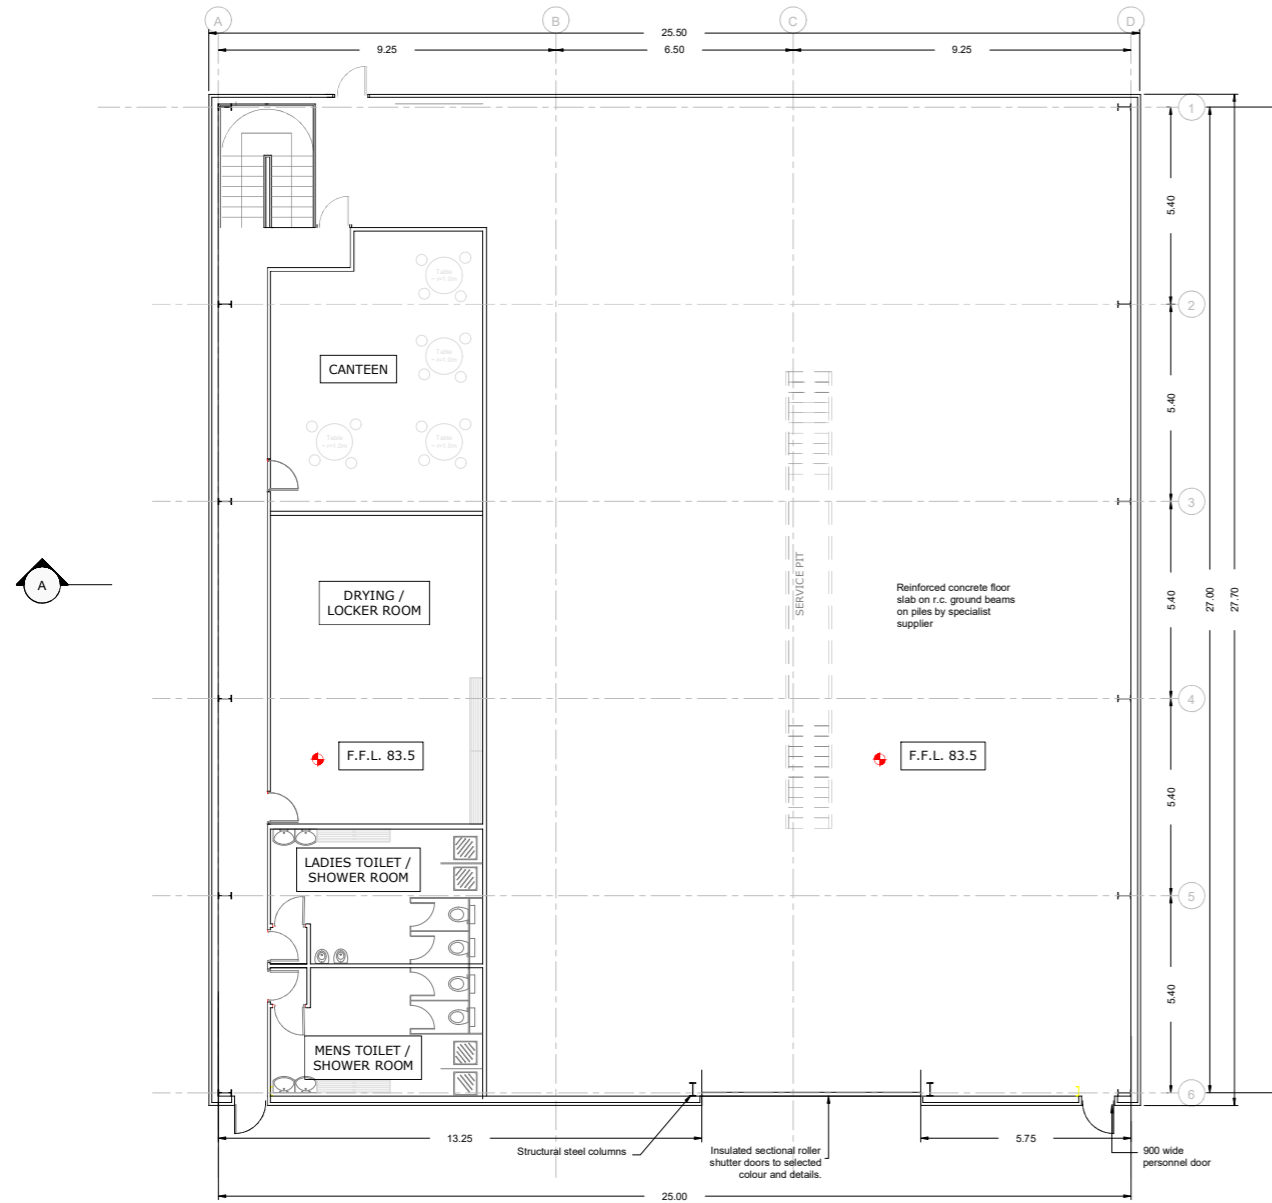 A
B
C
D
25.50
9.25
6.50
9.25
1
5.40
2
Table
Table
CANTEEN
5.40
Table
Table
3
A
SERVICE PIT
Reinforced concrete floor
slab on r.c. ground beams
on piles by specialist
supplier
5.40
27.00
27.70
DRYING /
LOCKER ROOM
4
F.F.L. 83.5
F.F.L. 83.5
5.40
LADIES TOILET /
SHOWER ROOM
5
5.40
MENS TOILET /
SHOWER ROOM
6
13.25
Structural steel columns
Insulated sectional roller
shutter doors to selected
colour and details.
5.75
900 wide
personnel door
25.00